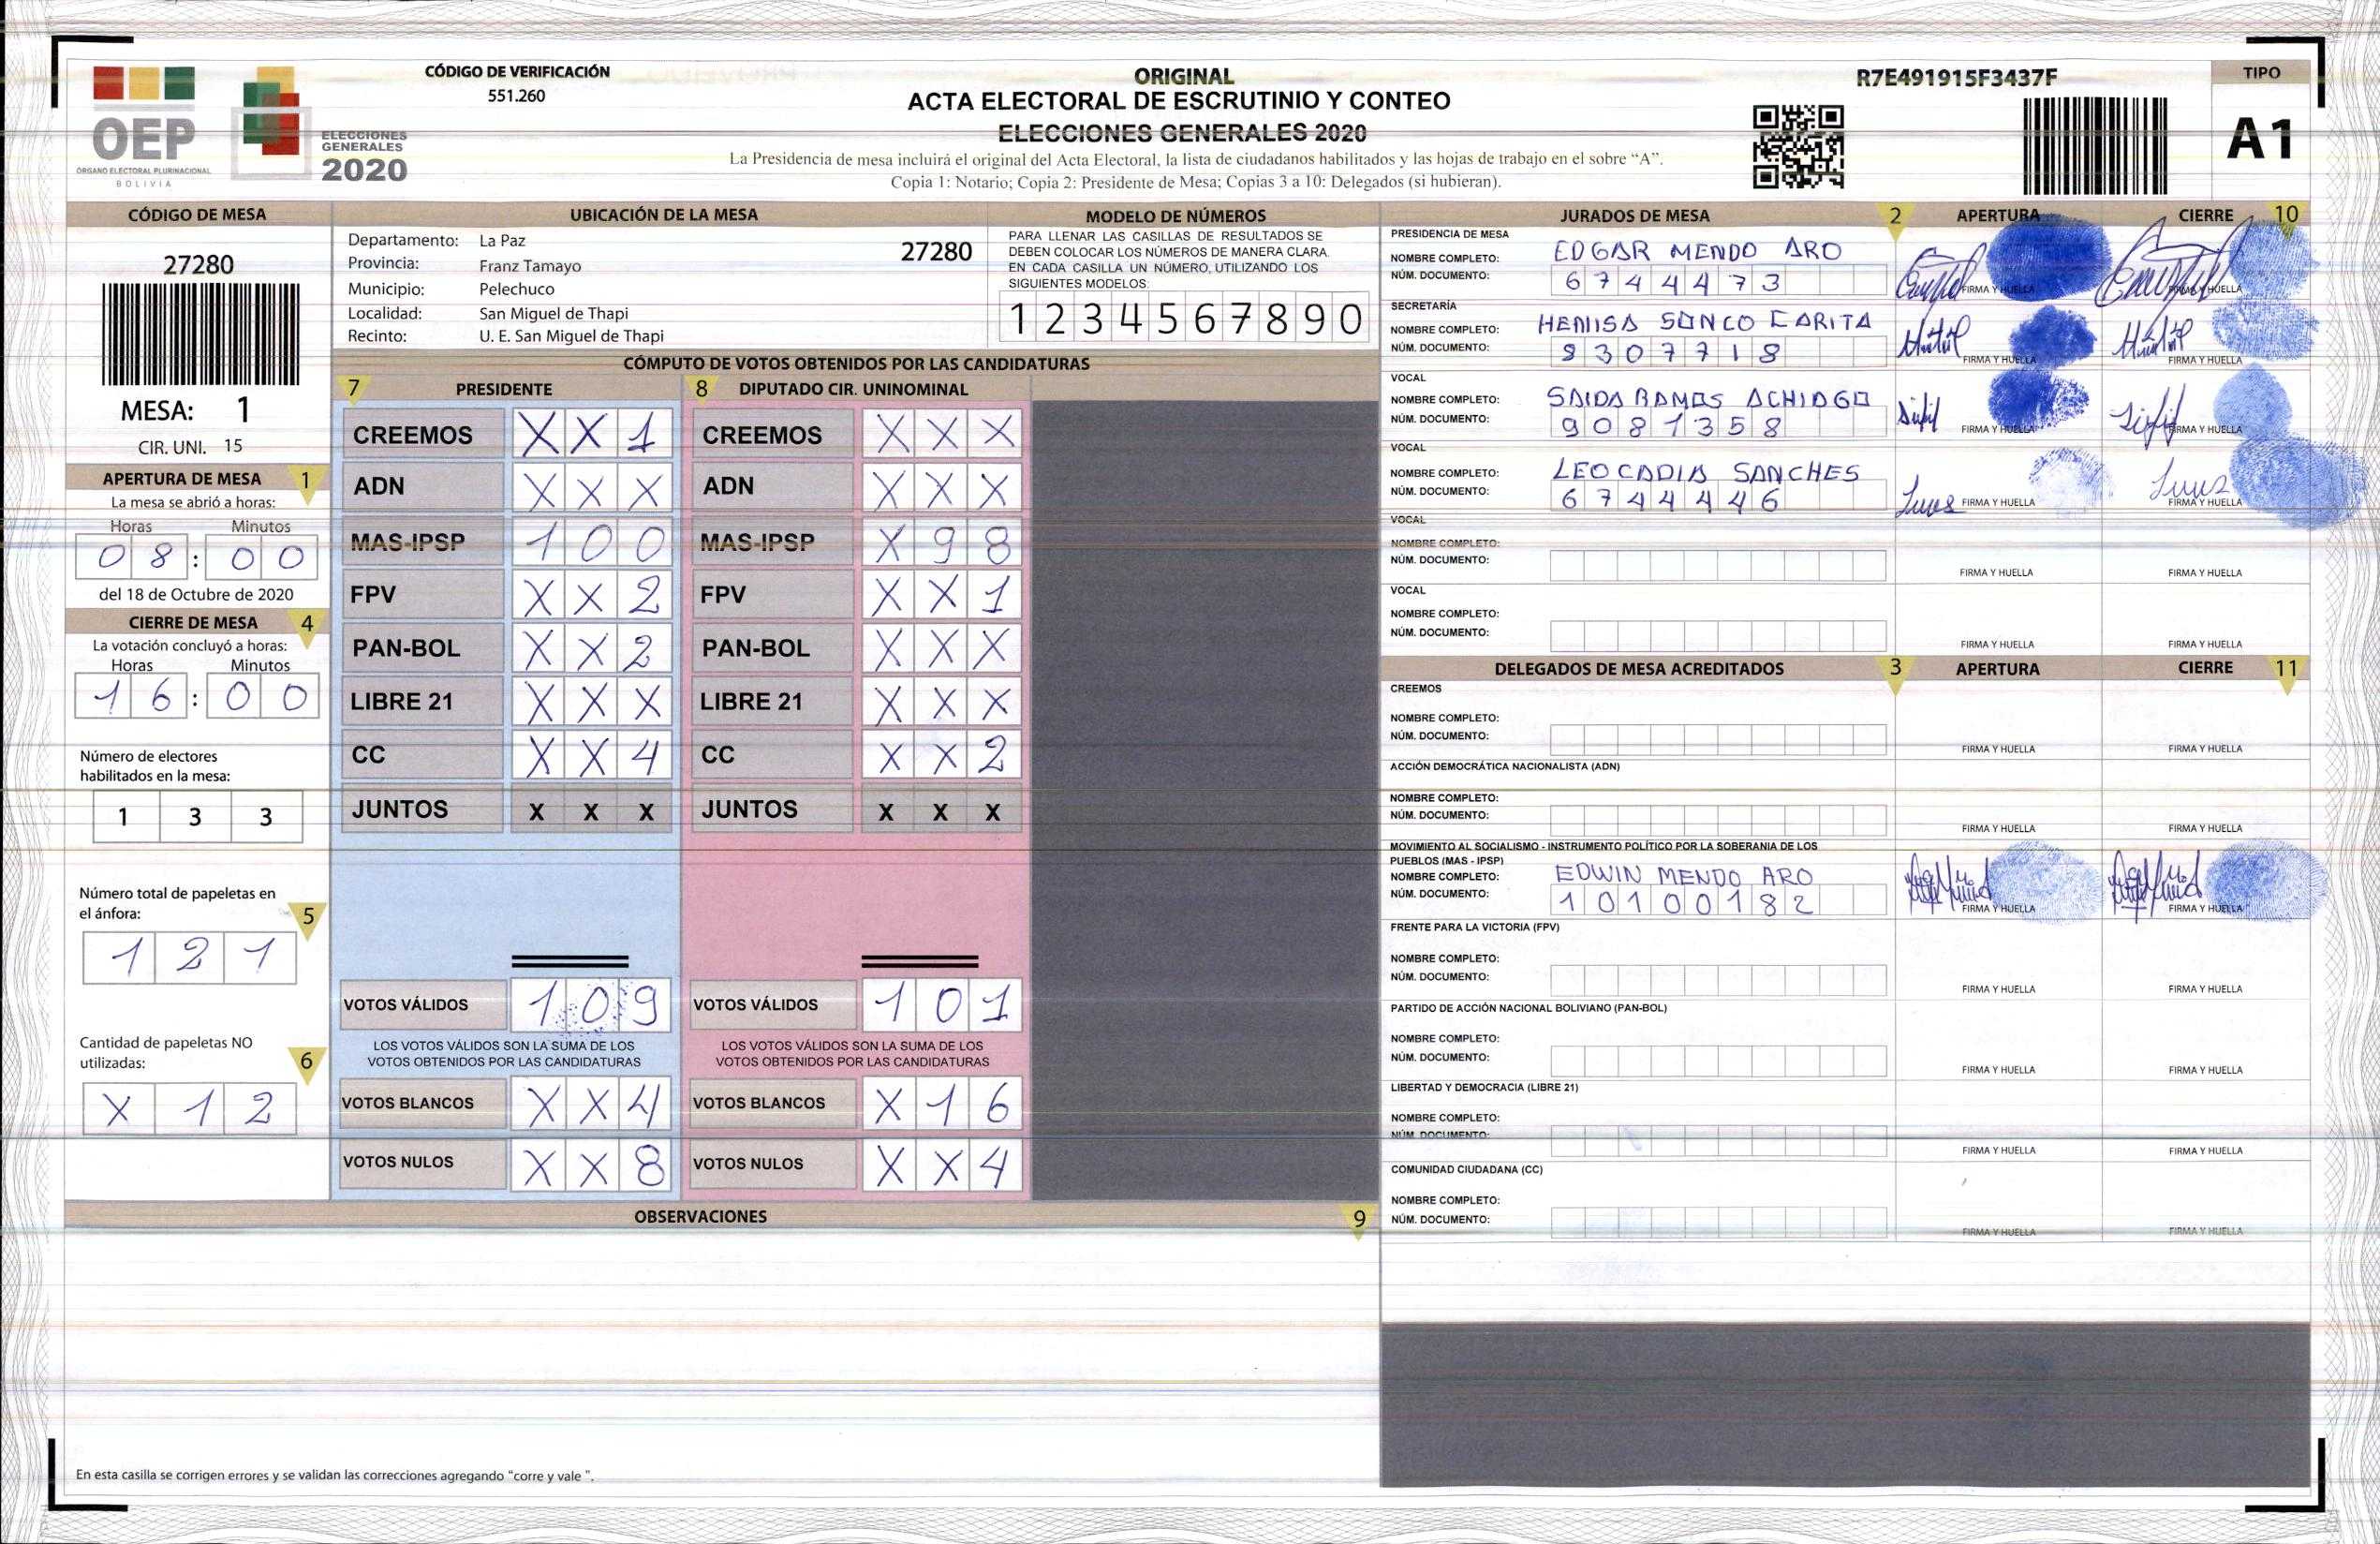 CÓDIGO DE VERIFICACIÓN
551.260
OEP
ÓRGANO ELECTORAL PLURINACIONAL
BOLIVIA
ELECCIONES
GENERALES
2020
ORIGINAL
ACTA ELECTORAL DE ESCRUTINIO Y CONTEO
ELECCIONES GENERALES 2020
La Presidencia de mesa incluirá el original del Acta Electoral, la lista de ciudadanos habilitados y las hojas de trabajo en el sobre “A”.
Copia 1: Notario; Copia 2: Presidente de Mesa; Copias 3 a 10: Delegados (si hubieran).
R7E491915F3437F
TIPO
A1
CÓDIGO DE MESA
27280
MESA: 1
CIR. UNI. 15
APERTURA DE MESA 1
La mesa se abrió a horas:
Horas Minutos
08:00
del 18 de Octubre de 2020
CIERRE DE MESA 4
La votación concluyó a horas:
Horas Minutos
16:00
Número de electores
habilitados en la mesa:
1 3 3
Número total de papeletas en
el ánfora: 5
1 2 1
Cantidad de papeletas NO
utilizadas: 6
X 1 2
UBICACIÓN DE LA MESA
Departamento: La Paz
27280
Provincia: Franz Tamayo
Municipio: Pelechuco
Localidad: San Miguel de Thapi
Recinto: U. E. San Miguel de Thapi
MODELO DE NÚMEROS
PARA LLENAR LAS CASILLAS DE RESULTADOS SE
DEBEN COLOCAR LOS NÚMEROS DE MANERA CLARA.
EN CADA CASILLA UN NÚMERO, UTILIZANDO LOS
SIGUIENTES MODELOS:
1 2 3 4 5 6 7 8 9 0
CÓMPUTO DE VOTOS OBTENIDOS POR LAS CANDIDATURAS
7 PRESIDENTE 8 DIPUTADO CIR. UNINOMINAL
CREEMOS X X 1 CREEMOS X X X
ADN X X X ADN X X X
MAS-IPSP 1 0 0 MAS-IPSP X 9 8
FPV X X 2 FPV X X 1
PAN-BOL X X 2 PAN-BOL X X X
LIBRE 21 X X X LIBRE 21 X X X
CC X X 4 CC X X 2
JUNTOS X X X JUNTOS X X X
VOTOS VÁLIDOS 1 0 9 VOTOS VÁLIDOS 1 0 1
LOS VOTOS VÁLIDOS SON LA SUMA DE LOS LOS VOTOS VÁLIDOS SON LA SUMA DE LOS
VOTOS OBTENIDOS POR LAS CANDIDATURAS VOTOS OBTENIDOS POR LAS CANDIDATURAS
VOTOS BLANCOS X X 4 VOTOS BLANCOS X 1 6
VOTOS NULOS X X 8 VOTOS NULOS X X 4
OBSERVACIONES 9
En esta casilla se corrigen errores y se validan las correcciones agregando “corre y vale ”.
JURADOS DE MESA 2 APERTURA CIERRE 10
PRESIDENCIA DE MESA
NOMBRE COMPLETO: EDGAR MENDO ARO
NÚM. DOCUMENTO: 6744473
FIRMA Y HUELLA FIRMA Y HUELLA
SECRETARÍA
NOMBRE COMPLETO:
NÚM. DOCUMENTO: 8307718
FIRMA Y HUELLA FIRMA Y HUELLA
VOCAL
NOMBRE COMPLETO: SAIDA RAMOS
NÚM. DOCUMENTO: 9081358
FIRMA Y HUELLA FIRMA Y HUELLA
VOCAL
NOMBRE COMPLETO: LEOCADIA SANCHES
NÚM. DOCUMENTO: 6744446
FIRMA Y HUELLA FIRMA Y HUELLA
VOCAL
NOMBRE COMPLETO:
NÚM. DOCUMENTO:
FIRMA Y HUELLA FIRMA Y HUELLA
VOCAL
NOMBRE COMPLETO:
NÚM. DOCUMENTO:
FIRMA Y HUELLA FIRMA Y HUELLA
DELEGADOS DE MESA ACREDITADOS 3 APERTURA CIERRE 11
CREEMOS
NOMBRE COMPLETO:
NÚM. DOCUMENTO:
FIRMA Y HUELLA FIRMA Y HUELLA
ACCIÓN DEMOCRÁTICA NACIONALISTA (ADN)
NOMBRE COMPLETO:
NÚM. DOCUMENTO:
FIRMA Y HUELLA FIRMA Y HUELLA
MOVIMIENTO AL SOCIALISMO - INSTRUMENTO POLÍTICO POR LA SOBERANIA DE LOS
PUEBLOS (MAS - IPSP)
NOMBRE COMPLETO: EDWIN MENDO ARO
NÚM. DOCUMENTO: 10100182
FIRMA Y HUELLA FIRMA Y HUELLA
FRENTE PARA LA VICTORIA (FPV)
NOMBRE COMPLETO:
NÚM. DOCUMENTO:
FIRMA Y HUELLA FIRMA Y HUELLA
PARTIDO DE ACCIÓN NACIONAL BOLIVIANO (PAN-BOL)
NOMBRE COMPLETO:
NÚM. DOCUMENTO:
FIRMA Y HUELLA FIRMA Y HUELLA
LIBERTAD Y DEMOCRACIA (LIBRE 21)
NOMBRE COMPLETO:
NÚM. DOCUMENTO:
FIRMA Y HUELLA FIRMA Y HUELLA
COMUNIDAD CIUDADANA (CC)
NOMBRE COMPLETO:
NÚM. DOCUMENTO:
FIRMA Y HUELLA FIRMA Y HUELLA